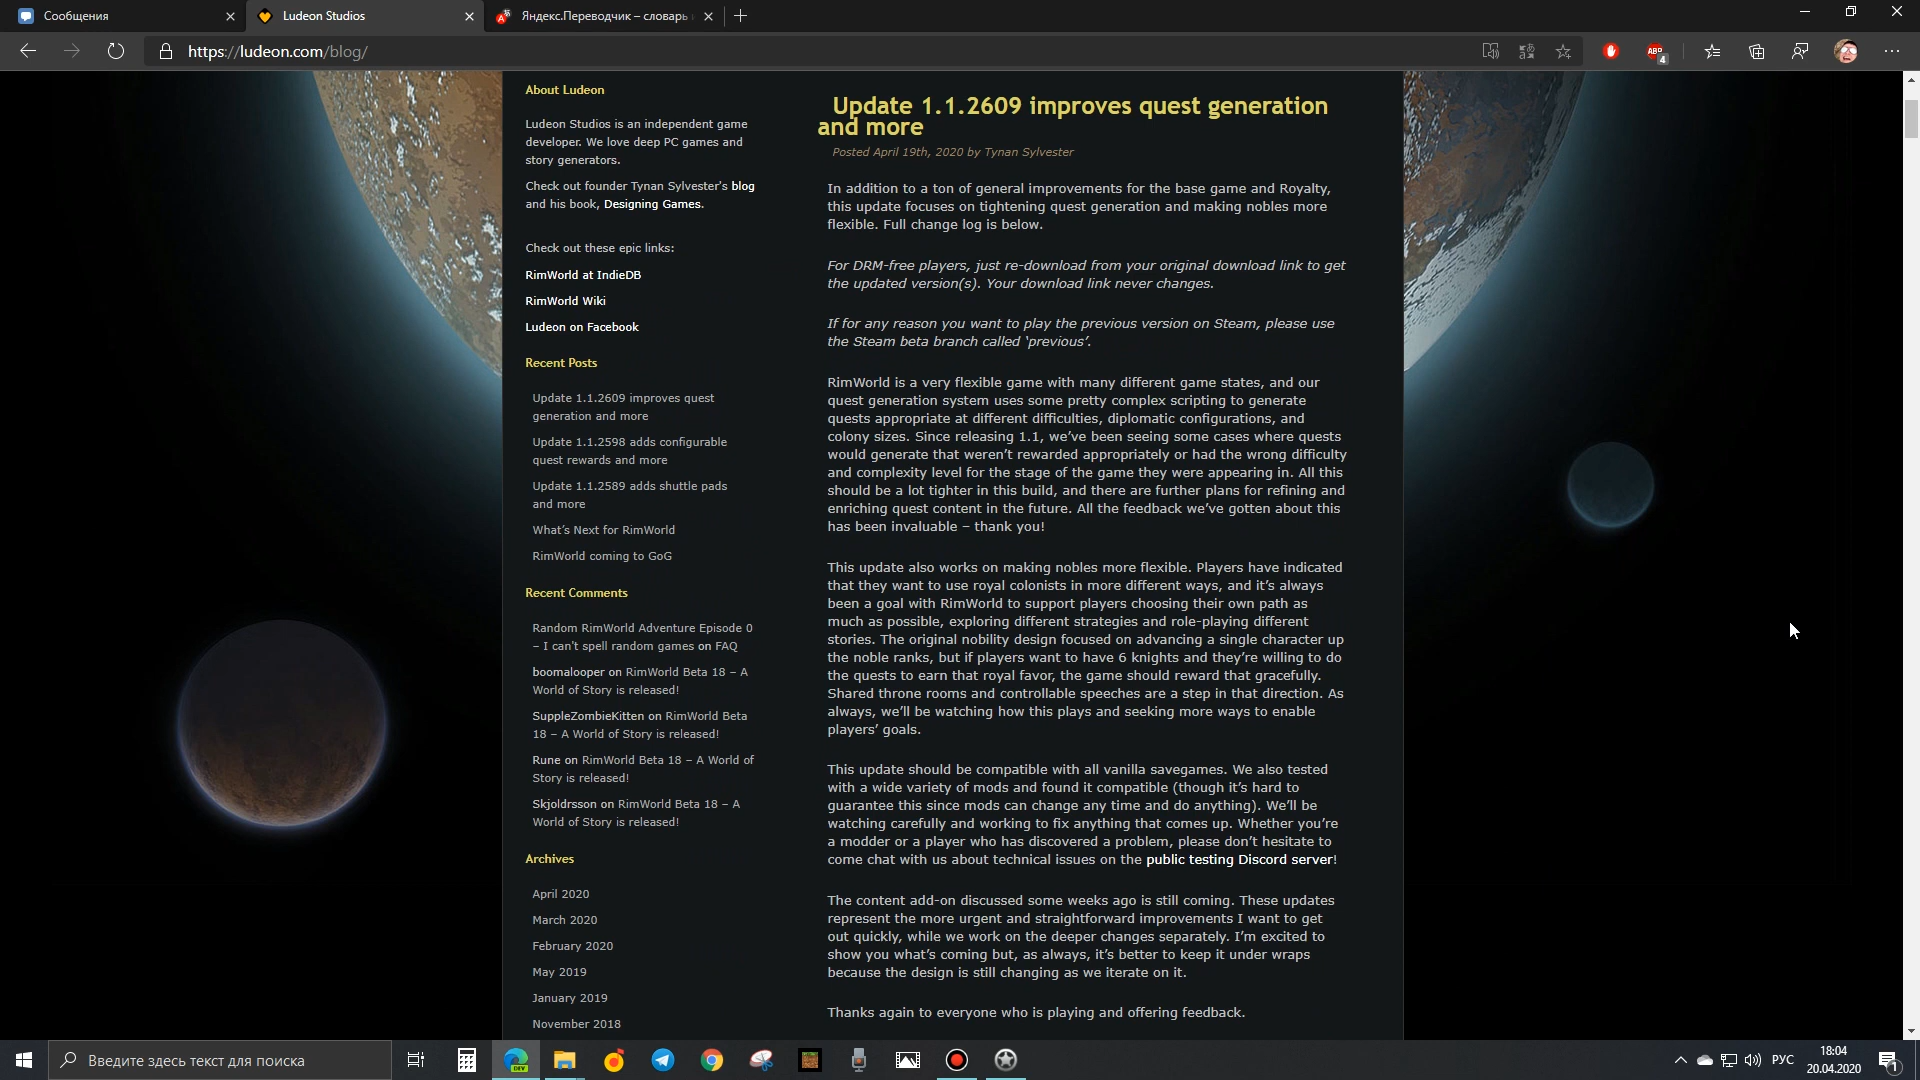 Сообщения
Ludeon Studios
Яндекс.Переводчик – словарь
https://ludeon.com/blog/
ABP
4
About Ludeon
Ludeon Studios is an independent game
developer. We love deep PC games and
story generators.
Check out founder Tynan Sylvester's blog
and his book, Designing Games.
Check out these epic links:
RimWorld at IndieDB
RimWorld Wiki
Ludeon on Facebook
Recent Posts
Update 1.1.2609 improves quest
generation and more
Update 1.1.2598 adds configurable
quest rewards and more
Update 1.1.2589 adds shuttle pads
and more
What's Next for RimWorld
RimWorld coming to GoG
Recent Comments
Random RimWorld Adventure Episode 0
– I can't spell random games on FAQ
boomalooper on RimWorld Beta 18 – A
World of Story is released!
SuppleZombieKitten on RimWorld Beta
18 – A World of Story is released!
Rune on RimWorld Beta 18 – A World of
Story is released!
Skjoldrsson on RimWorld Beta 18 – A
World of Story is released!
Archives
April 2020
March 2020
February 2020
May 2019
January 2019
November 2018
Update 1.1.2609 improves quest generation
and more
Posted April 19th, 2020 by Tynan Sylvester
In addition to a ton of general improvements for the base game and Royalty,
this update focuses on tightening quest generation and making nobles more
flexible. Full change log is below.
For DRM-free players, just re-download from your original download link to get
the updated version(s). Your download link never changes.
If for any reason you want to play the previous version on Steam, please use
the Steam beta branch called 'previous'.
RimWorld is a very flexible game with many different game states, and our
quest generation system uses some pretty complex scripting to generate
quests appropriate at different difficulties, diplomatic configurations, and
colony sizes. Since releasing 1.1, we've been seeing some cases where quests
would generate that weren't rewarded appropriately or had the wrong difficulty
and complexity level for the stage of the game they were appearing in. All this
should be a lot tighter in this build, and there are further plans for refining and
enriching quest content in the future. All the feedback we've gotten about this
has been invaluable – thank you!
This update also works on making nobles more flexible. Players have indicated
that they want to use royal colonists in more different ways, and it's always
been a goal with RimWorld to support players choosing their own path as
much as possible, exploring different strategies and role-playing different
stories. The original nobility design focused on advancing a single character up
the noble ranks, but if players want to have 6 knights and they're willing to do
the quests to earn that royal favor, the game should reward that gracefully.
Shared throne rooms and controllable speeches are a step in that direction. As
always, we'll be watching how this plays and seeking more ways to enable
players' goals.
This update should be compatible with all vanilla savegames. We also tested
with a wide variety of mods and found it compatible (though it's hard to
guarantee this since mods can change any time and do anything). We'll be
watching carefully and working to fix anything that comes up. Whether you're
a modder or a player who has discovered a problem, please don't hesitate to
come chat with us about technical issues on the public testing Discord server!
The content add-on discussed some weeks ago is still coming. These updates
represent the more urgent and straightforward improvements I want to get
out quickly, while we work on the deeper changes separately. I'm excited to
show you what's coming but, as always, it's better to keep it under wraps
because the design is still changing as we iterate on it.
Thanks again to everyone who is playing and offering feedback.
Введите здесь текст для поиска
DEV
РУС
18:04
20.04.2020
1